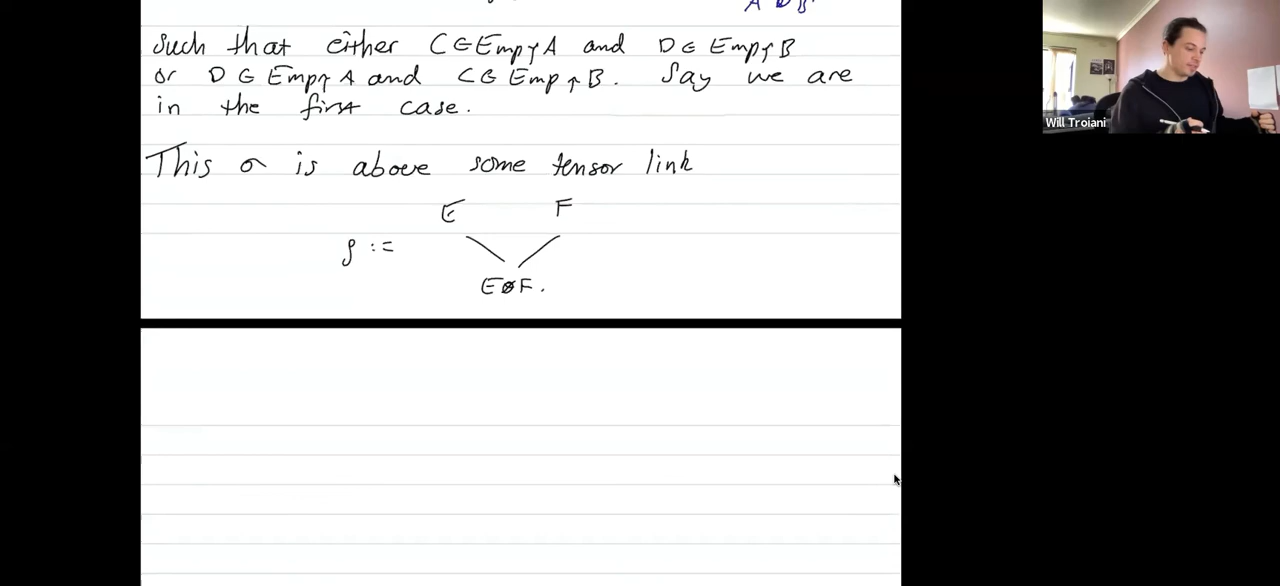 such that either C∈Emp↑A and D∈ Emp↑B
or D∈ Emp↑ A and C∈ Emp↑B. Say we are
in the first case.
This σ is above some tensor link
E F
ρ :=
E⊗F.
Will Troiani